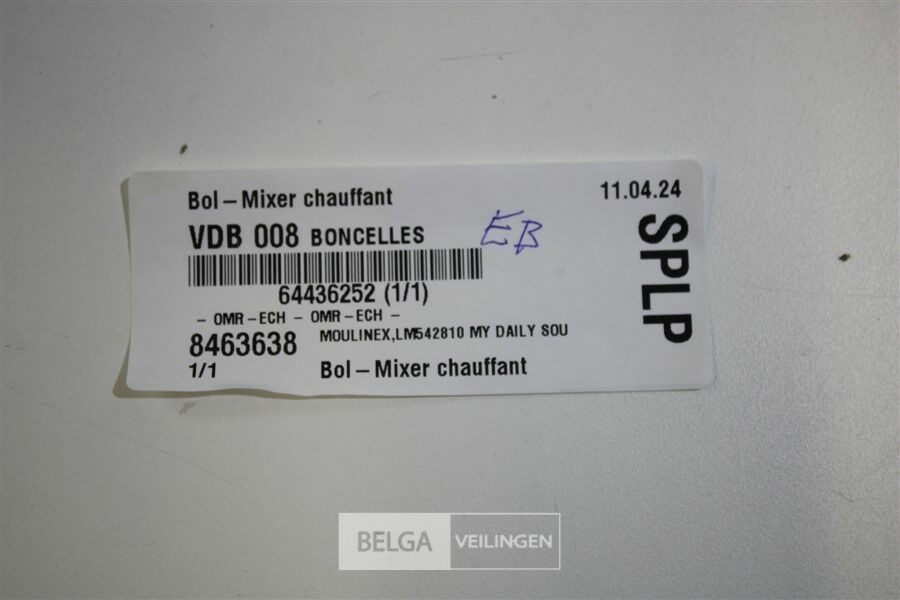 Bol – Mixer chauffant 11.04.24
VDB 008 BONCELLES EB
64436252 (1/1)
– OMR – ECH – OMR – ECH –
8463638 MOULINEX,LM542810 MY DAILY SOU
1/1 Bol – Mixer chauffant
SPLP
BELGA VEILINGEN